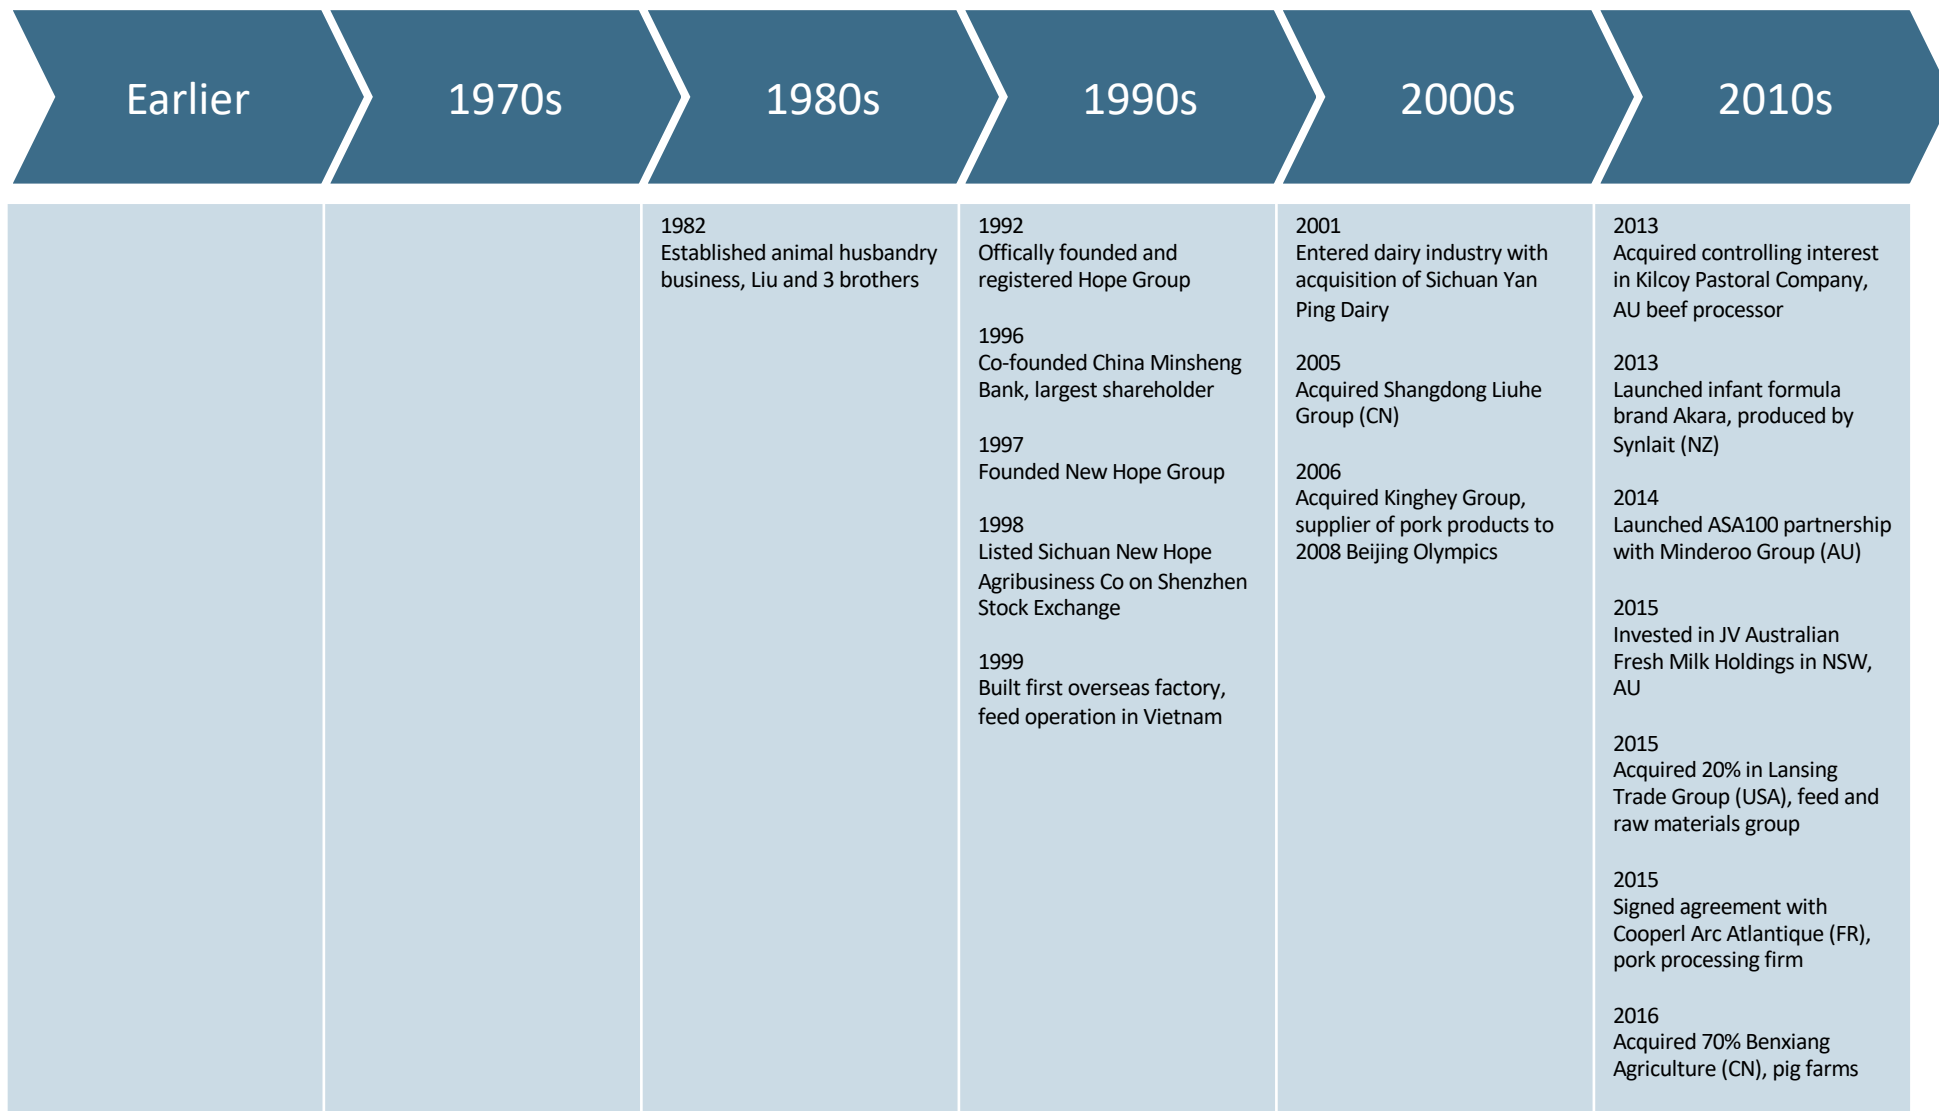 Earlier
1970s
1980s
1990s
2000s
2010s
1982
Established animal husbandry
business, Liu and 3 brothers
1992
Offically founded and
registered Hope Group
1996
Co-founded China Minsheng
Bank, largest shareholder
1997
Founded New Hope Group
1998
Listed Sichuan New Hope
Agribusiness Co on Shenzhen
Stock Exchange
1999
Built first overseas factory,
feed operation in Vietnam
2001
Entered dairy industry with
acquisition of Sichuan Yan
Ping Dairy
2005
Acquired Shangdong Liuhe
Group (CN)
2006
Acquired Kinghey Group,
supplier of pork products to
2008 Beijing Olympics
2013
Acquired controlling interest
in Kilcoy Pastoral Company,
AU beef processor
2013
Launched infant formula
brand Akara, produced by
Synlait (NZ)
2014
Launched ASA100 partnership
with Minderoo Group (AU)
2015
Invested in JV Australian
Fresh Milk Holdings in NSW,
AU
2015
Acquired 20% in Lansing
Trade Group (USA), feed and
raw materials group
2015
Signed agreement with
Cooperl Arc Atlantique (FR),
pork processing firm
2016
Acquired 70% Benxiang
Agriculture (CN), pig farms